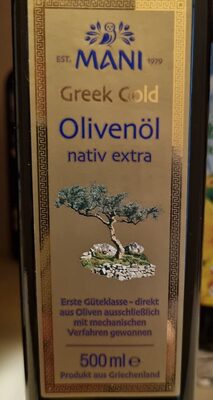 EST. MANI 1979
Greek Gold
Olivenöl
nativ extra
Erste Güteklasse – direkt
aus Oliven ausschließlich
mit mechanischen
Verfahren gewonnen
500 ml e
Produkt aus Griechenland